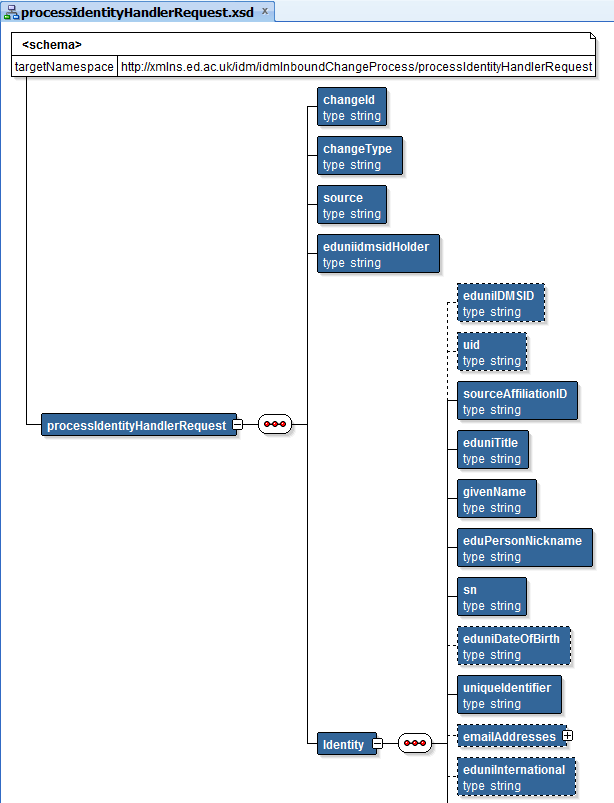 processIdentityHandlerRequest.xsd x
<schema>
targetNamespace http://xmlns.ed.ac.uk/idm/idmInboundChangeProcess/processIdentityHandlerRequest
changeId
type string
changeType
type string
source
type string
eduniidmsidHolder
type string
eduniIDMSID
type string
uid
type string
sourceAffiliationID
type string
processIdentityHandlerRequest
eduniTitle
type string
givenName
type string
eduPersonNickname
type string
sn
type string
eduniDateOfBirth
type string
uniqueIdentifier
type string
Identity
emailAddresses
eduniInternational
type string